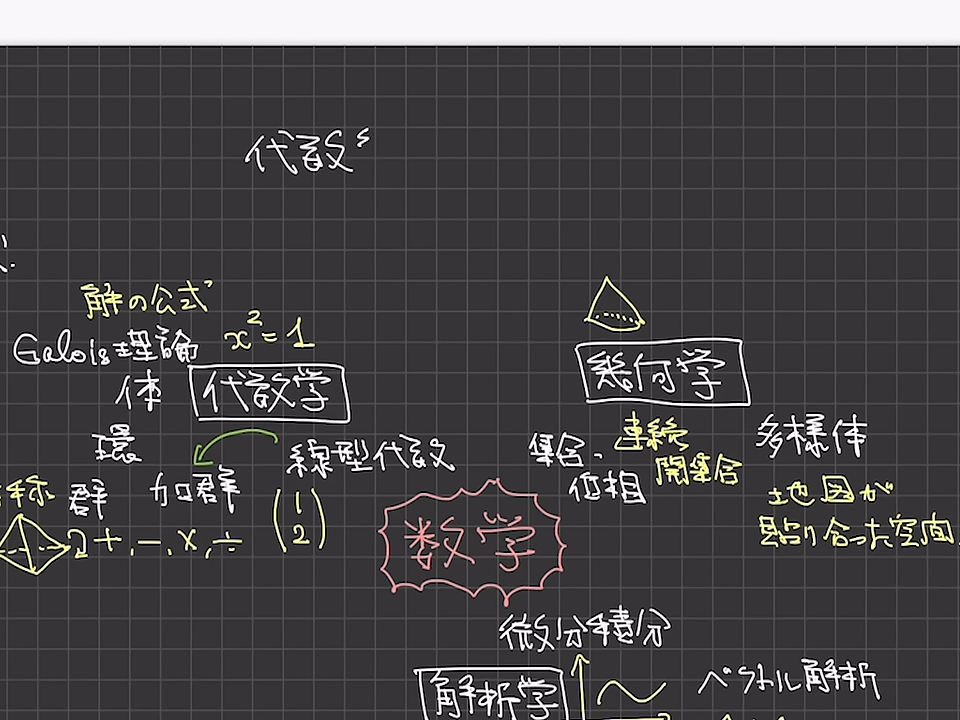 代数
解の公式
Galois理論
x²=1
体
代数学
幾何学
環
線型代数
集合、
連続
多様体
群
加群
位相
開集合
地図が
貼り合った空間
+, -, ×, ÷
(1
2)
数学
微分積分
解析学
ベクトル解析